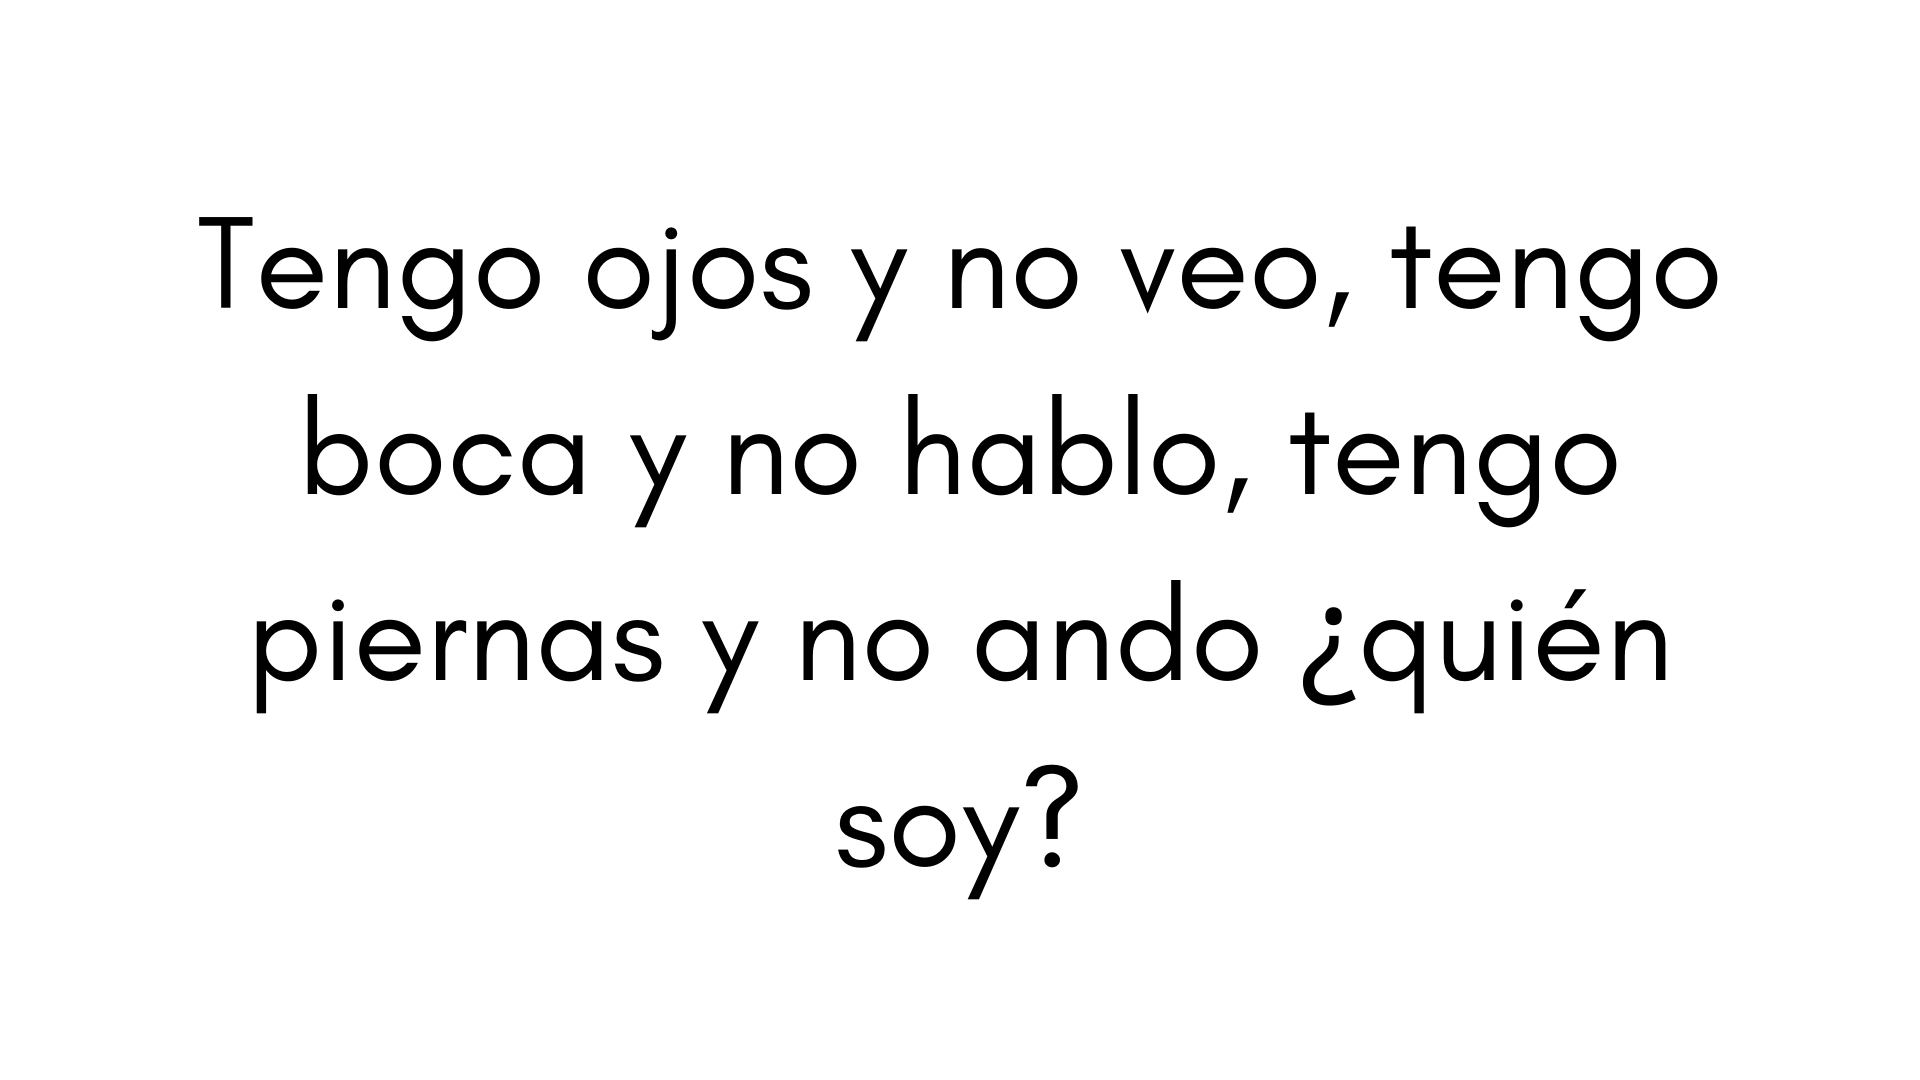 Tengo ojos y no veo, tengo
boca y no hablo, tengo
piernas y no ando ¿quién
soy?